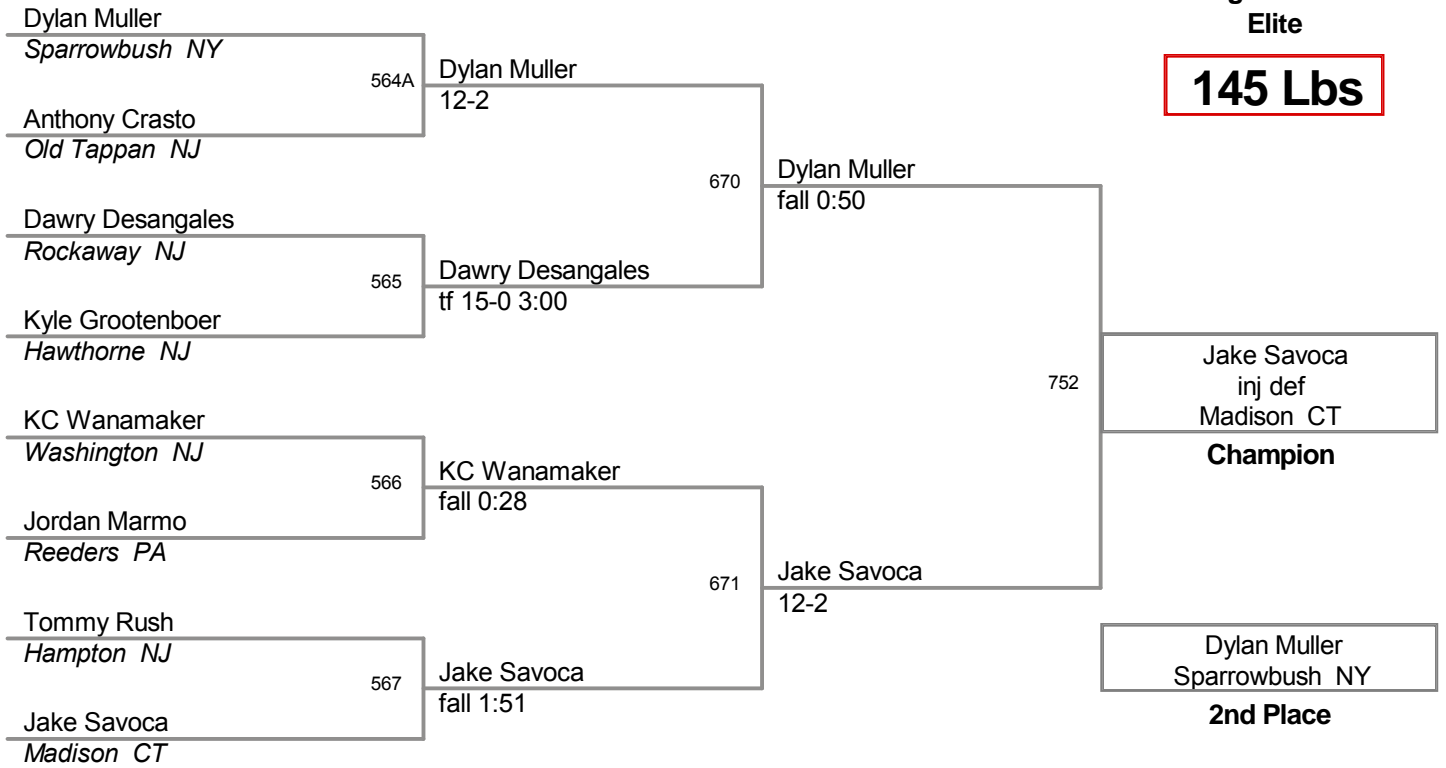 Elite
145 Lbs
Dylan Muller
Sparrowbush NY
564A
Dylan Muller
12-2
Anthony Crasto
Old Tappan NJ
670
Dylan Muller
fall 0:50
Dawry Desangales
Rockaway NJ
565
Dawry Desangales
tf 15-0 3:00
Kyle Grootenboer
Hawthorne NJ
752
Jake Savoca
inj def
Madison CT
Champion
KC Wanamaker
Washington NJ
566
KC Wanamaker
fall 0:28
Jordan Marmo
Reeders PA
671
Jake Savoca
12-2
Tommy Rush
Hampton NJ
567
Jake Savoca
fall 1:51
Jake Savoca
Madison CT
Dylan Muller
Sparrowbush NY
2nd Place